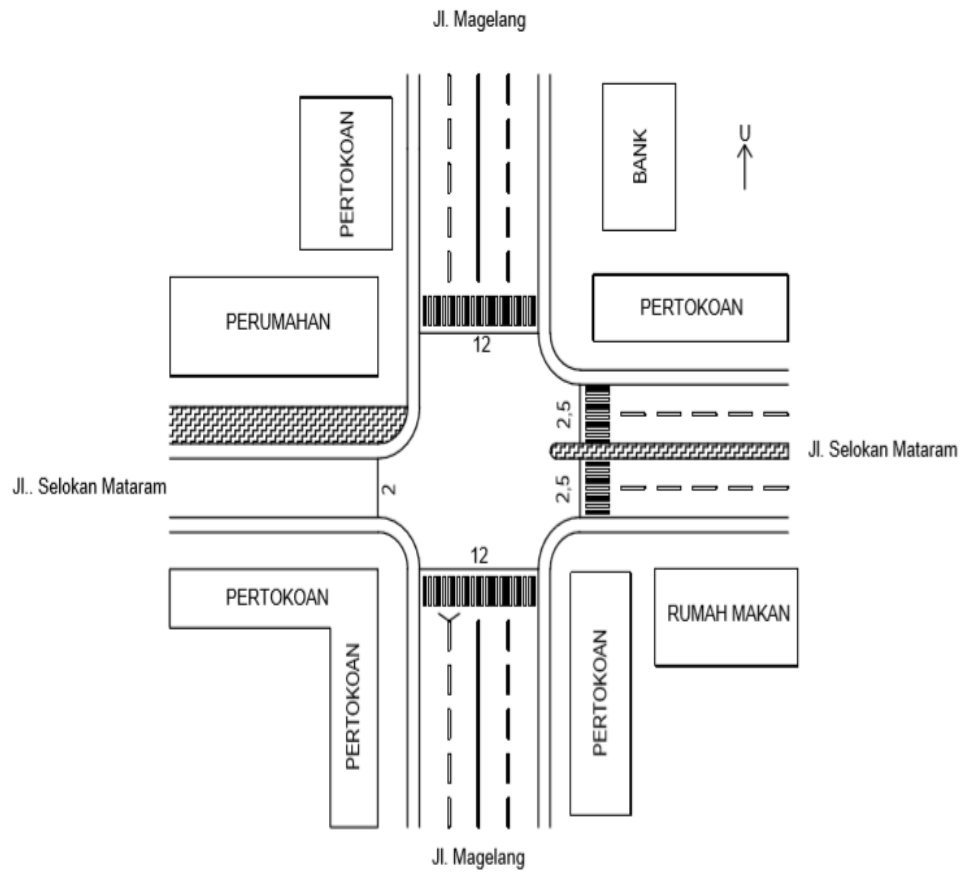 Jl. Magelang
PERTOKOAN
BANK
U
PERUMAHAN
PERTOKOAN
12
2,5
Jl. Selokan Mataram
Jl.. Selokan Mataram
2
2,5
12
PERTOKOAN
PERTOKOAN
PERTOKOAN
RUMAH MAKAN
Jl. Magelang